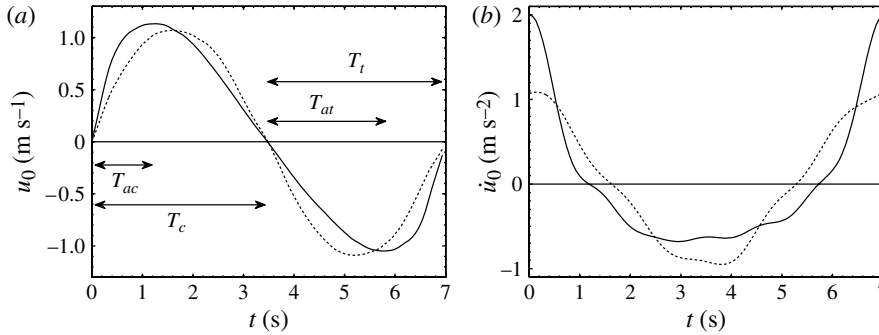 (a)
1.0
0.5
0
−0.5
−1.0
u0 (m s−1)
Tt
Tat
Tac
Tc
0 1 2 3 4 5 6 7
t (s)
(b)
2
1
0
−1
u̇0 (m s−2)
0 1 2 3 4 5 6 7
t (s)